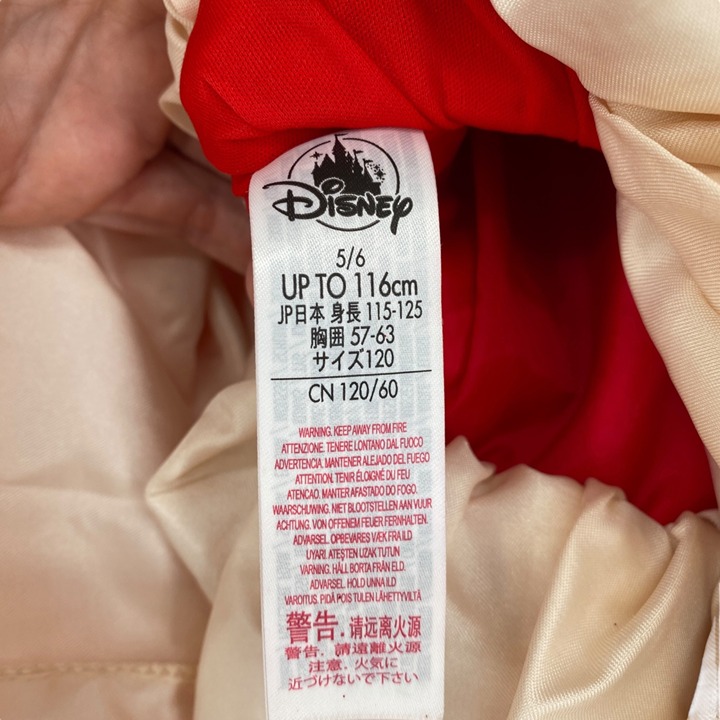 Disney
5/6
UP TO 116cm
JP日本 身長 115-125
胸囲 57-63
サイズ120
CN 120/60
WARNING. KEEP AWAY FROM FIRE
ATTENZIONE. TENERE LONTANO DAL FUOCO
ADVERTENCIA. MANTENER ALEJADO DEL FUEGO
ATTENTION. TENIR ÉLOIGNÉ DU FEU
ATENCAO. MANTER AFASTADO DO FOGO.
WAARSCHUWING. NIET BLOOTSTELLEN AAN VUUR
ACHTUNG. VON OFFENEM FEUER FERNHALTEN.
ADVARSEL. OPBEVARES VÆK FRA ILD
UYARI ATEŞTEN UZAK TUTUN
VARNING. HÅLL BORTA FRÅN ELD.
ADVARSEL. HOLD UNNA ILD
VAROITUS. PIDÄ POIS TULEN LÄHETTYVILTÄ
警告.请远离火源
警告. 請遠離火源
注意. 火気に
近づけないで下さい